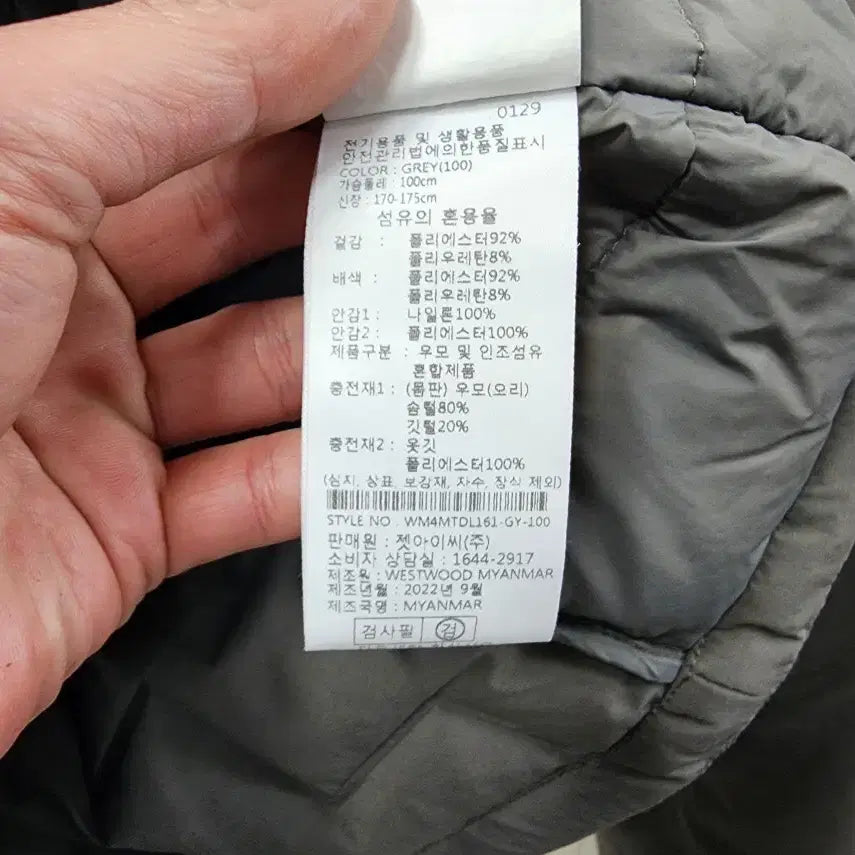 0129
전기용품 및 생활용품
안전관리법에의한품질표시
COLOR : GREY(100)
가슴둘레 : 100cm
신장 : 170-175cm
섬유의 혼용율
겉감 : 폴리에스터92%
폴리우레탄8%
배색 : 폴리에스터92%
폴리우레탄8%
안감1 : 나일론100%
안감2 : 폴리에스터100%
제품구분 : 우모 및 인조섬유
혼합제품
충전재1 : (몸판) 우모(오리)
솜털80%
깃털20%
충전재2 : 옷깃
폴리에스터100%
(심지, 상표, 보강재, 자수, 장식 제외)
STYLE NO . WM4MTDL161-GY-100
판매원 : 젯아이씨(주)
소비자 상담실 : 1644-2917
제조원 : WESTWOOD MYANMAR
제조년월 : 2022년 9월
제조국명 : MYANMAR
검사필 검